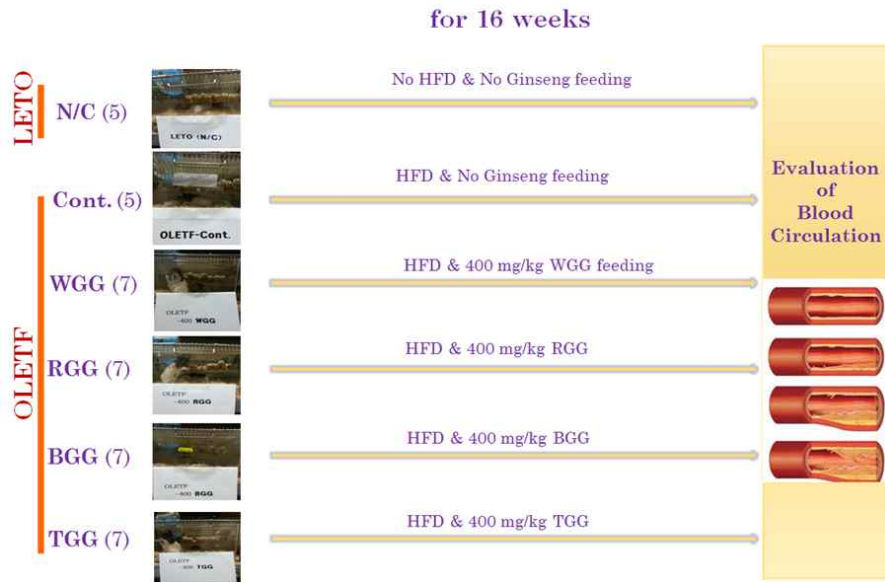 for 16 weeks
LETO
N/C (5)
LETO (N/C)
No HFD & No Ginseng feeding
OLETF
Cont. (5)
OLETF-Cont.
HFD & No Ginseng feeding
WGG (7)
OLETF
-400 WGG
HFD & 400 mg/kg WGG feeding
RGG (7)
OLETF
-400 RGG
HFD & 400 mg/kg RGG
BGG (7)
OLETF
-400 BGG
HFD & 400 mg/kg BGG
TGG (7)
OLETF
TGG
HFD & 400 mg/kg TGG
Evaluation
of
Blood
Circulation